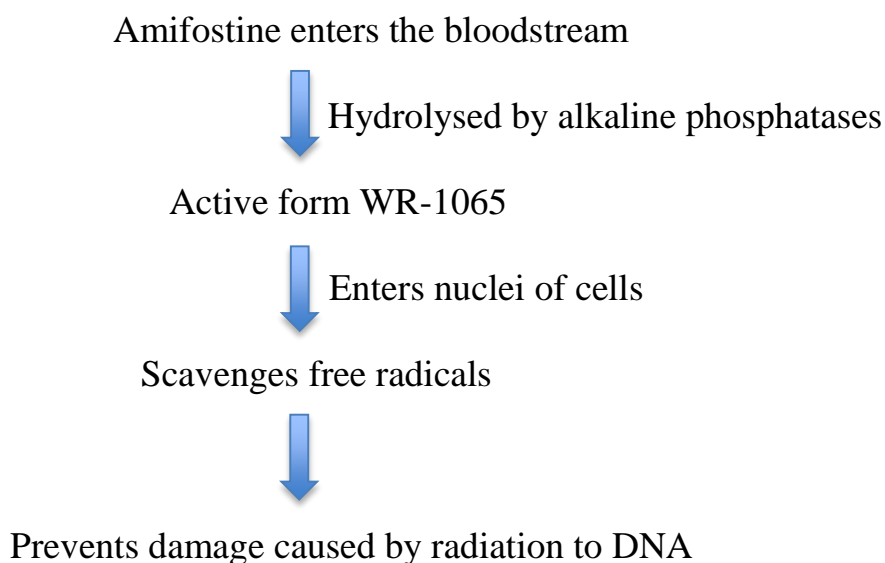 Amifostine enters the bloodstream
Hydrolysed by alkaline phosphatases
Active form WR-1065
Enters nuclei of cells
Scavenges free radicals
Prevents damage caused by radiation to DNA